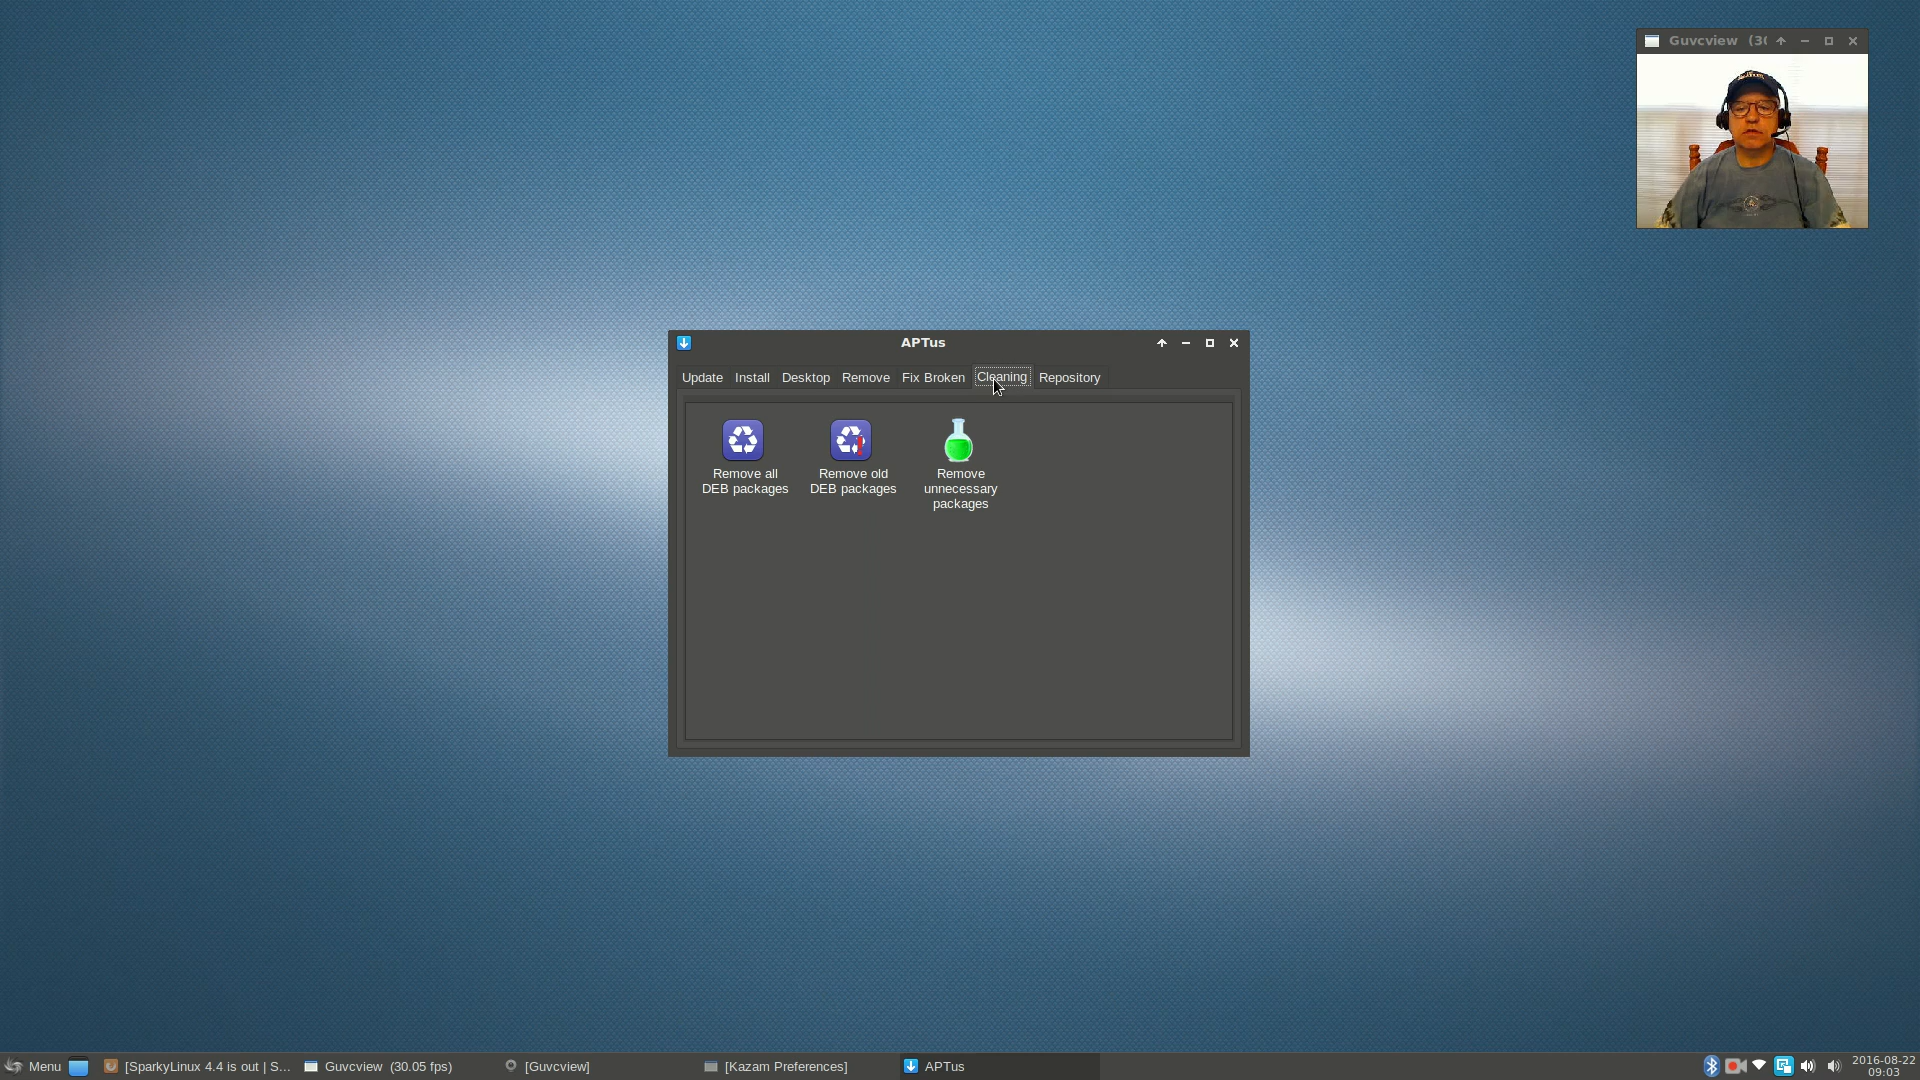 Guvcview (30
APTus
Update Install Desktop Remove Fix Broken Cleaning Repository
Remove all
DEB packages
Remove old
DEB packages
Remove
unnecessary
packages
Menu
[SparkyLinux 4.4 is out | S...
Guvcview (30.05 fps)
[Guvcview]
[Kazam Preferences]
APTus
2016-08-22
09:03